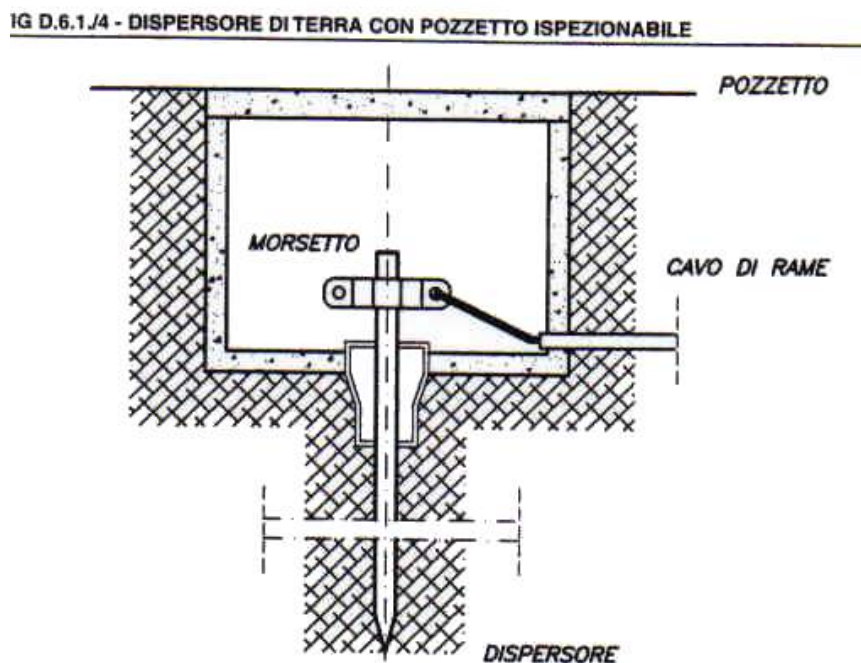 IG D.6.1./4 - DISPERSORE DI TERRA CON POZZETTO ISPEZIONABILE
POZZETTO
MORSETTO
CAVO DI RAME
DISPERSORE